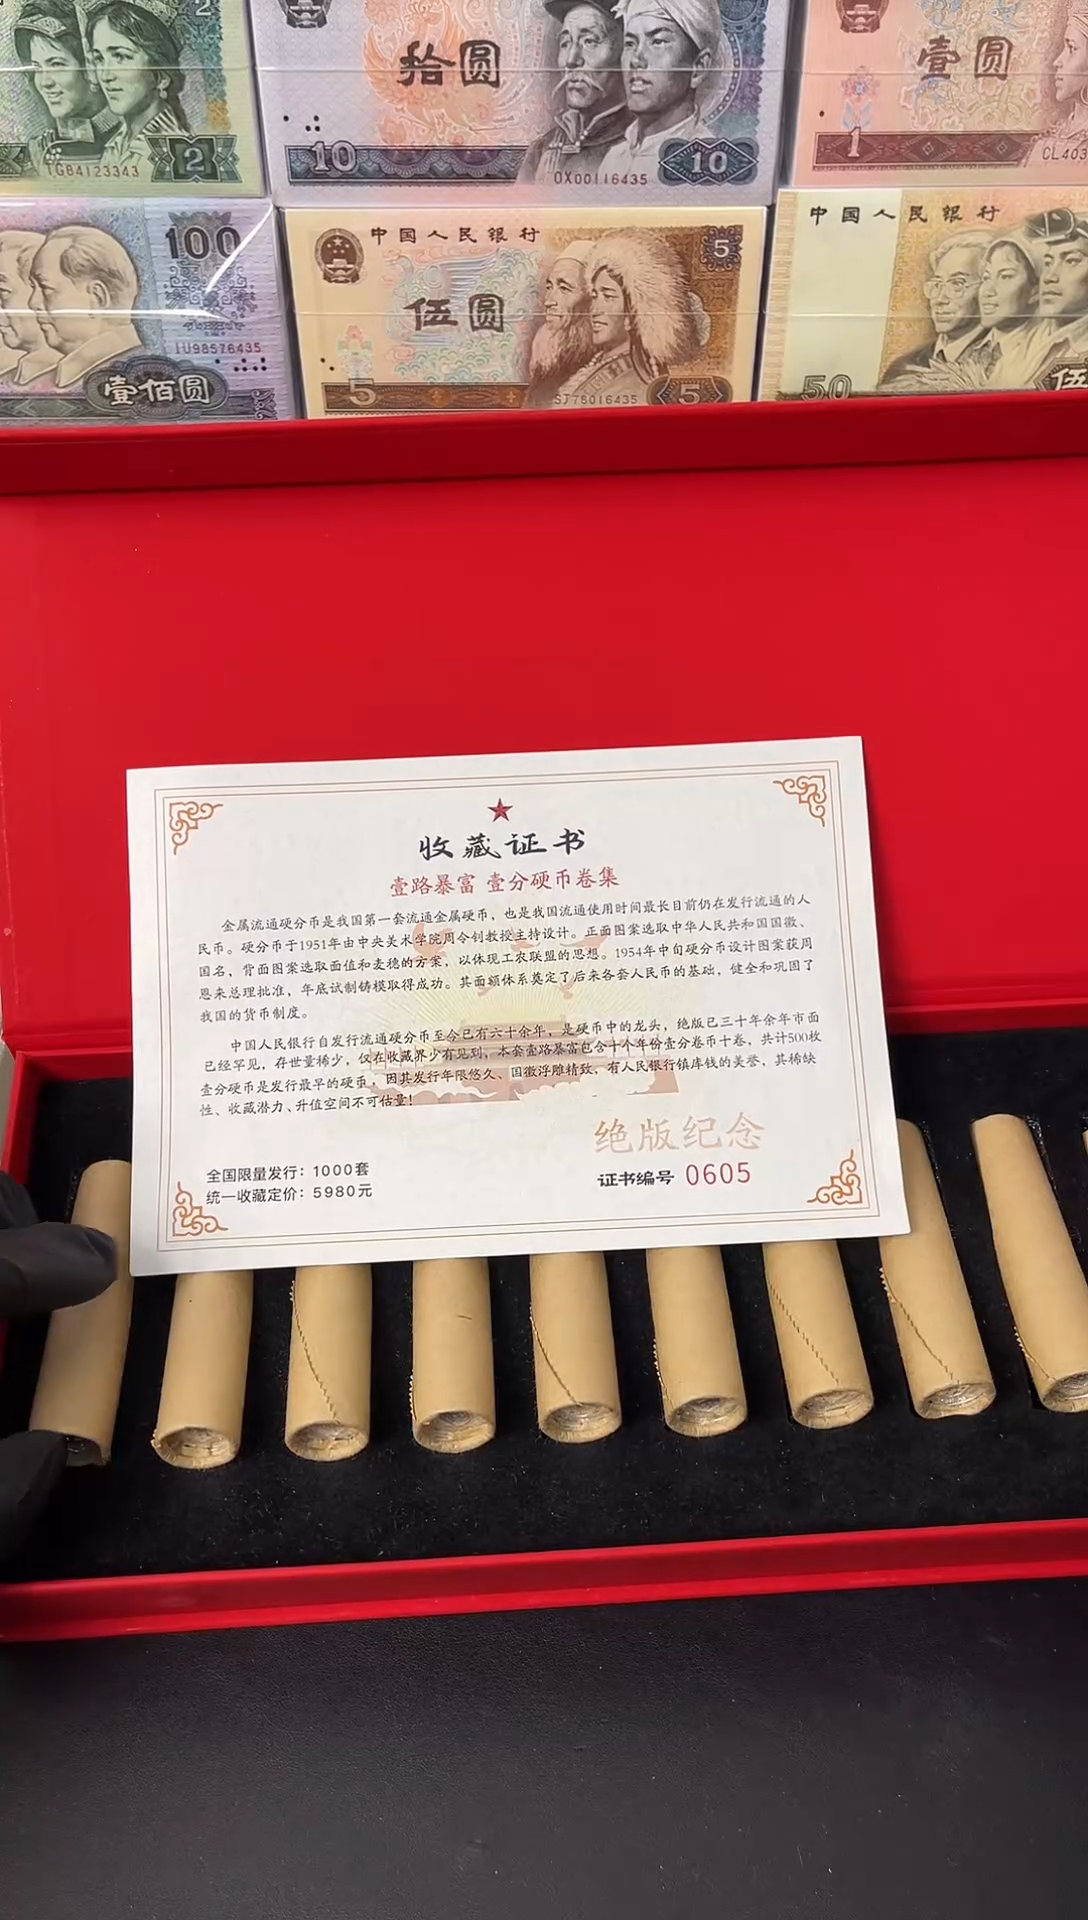 2
TG84123343
2
拾圆
10
OX00116435
10
壹圆
1
CL403
100
IU98576435
壹佰圆
中国人民银行
5
伍圆
5
SJ76016435
5
中国人民银行
50
伍
收藏证书
壹路暴富 壹分硬币卷集
金属流通硬分币是我国第一套流通金属硬币，也是我国流通使用时间最长目前仍在发行流通的人
民币。硬分币于1951年由中央美术学院周令钊教授主持设计。正面图案选取中华人民共和国国徽、
国名，背面图案选取面值和麦穗的方案，以体现工农联盟的思想。1954年中旬硬分币设计图案获周
恩来总理批准，年底试制铸模取得成功。其面额体系奠定了后来各套人民币的基础，健全和巩固了
我国的货币制度。
中国人民银行自发行流通硬分币至今已有六十余年，是硬币中的龙头，绝版已三十年余年市面
已经罕见，存世量稀少，仅在收藏界少有见到，本套壹路暴富包含十个年份壹分卷币十卷，共计500枚
壹分硬币是发行最早的硬币，因其发行年限悠久、国徽浮雕精致，有人民银行镇库钱的美誉，其稀缺
性、收藏潜力、升值空间不可估量！
绝版纪念
全国限量发行：1000套
统一收藏定价：5980元
证书编号 0605